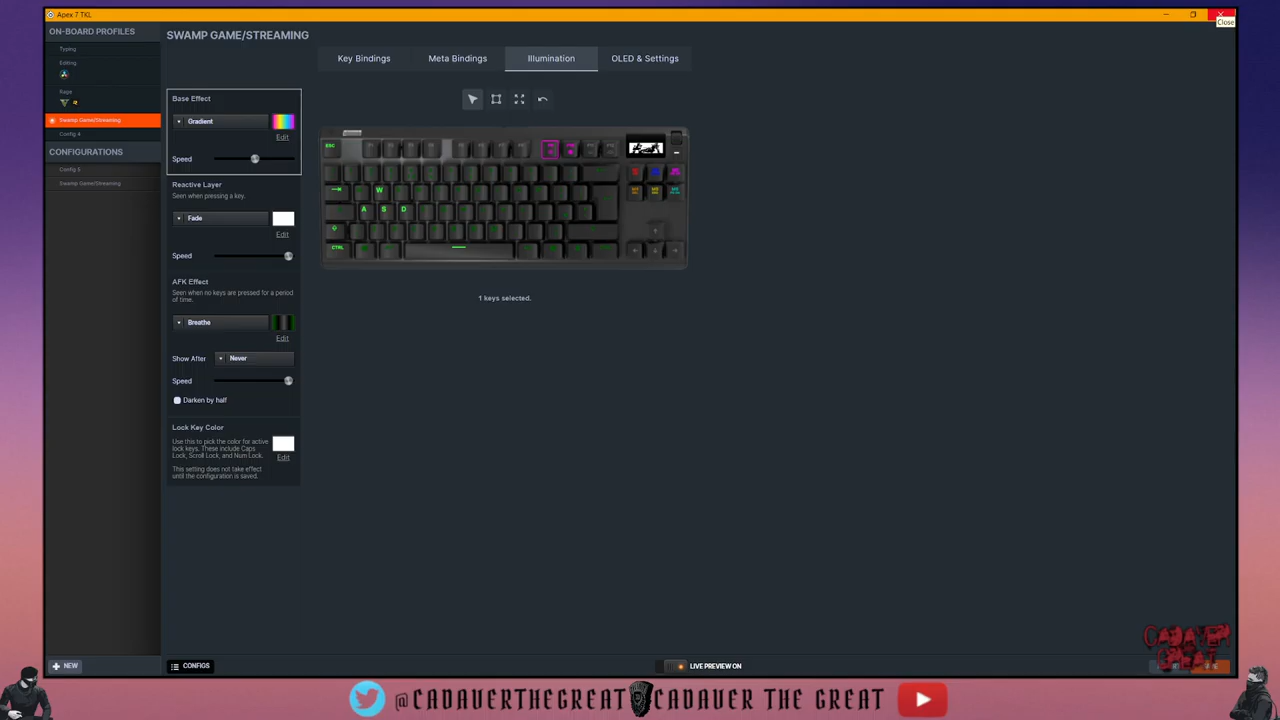 Apex 7 TKL
Close
ON-BOARD PROFILES
Typing
Editing
Rage
Swamp Game/Streaming
Config 4
CONFIGURATIONS
Config 5
Swamp Game/Streaming
NEW
SWAMP GAME/STREAMING
Key Bindings
Meta Bindings
Illumination
OLED & Settings
Base Effect
Gradient
Edit
Speed
Reactive Layer
Seen when pressing a key.
Fade
Edit
Speed
AFK Effect
Seen when no keys are pressed for a period
of time.
Breathe
Edit
Show After
Never
Speed
Darken by half
Lock Key Color
Use this to pick the color for active
lock keys. These include Caps
Lock, Scroll Lock, and Num Lock.
Edit
This setting does not take effect
until the configuration is saved.
ESC
W
A S D
CTRL
1 keys selected.
CONFIGS
LIVE PREVIEW ON
@CADAVERTHEGREAT
CADAVER THE GREAT